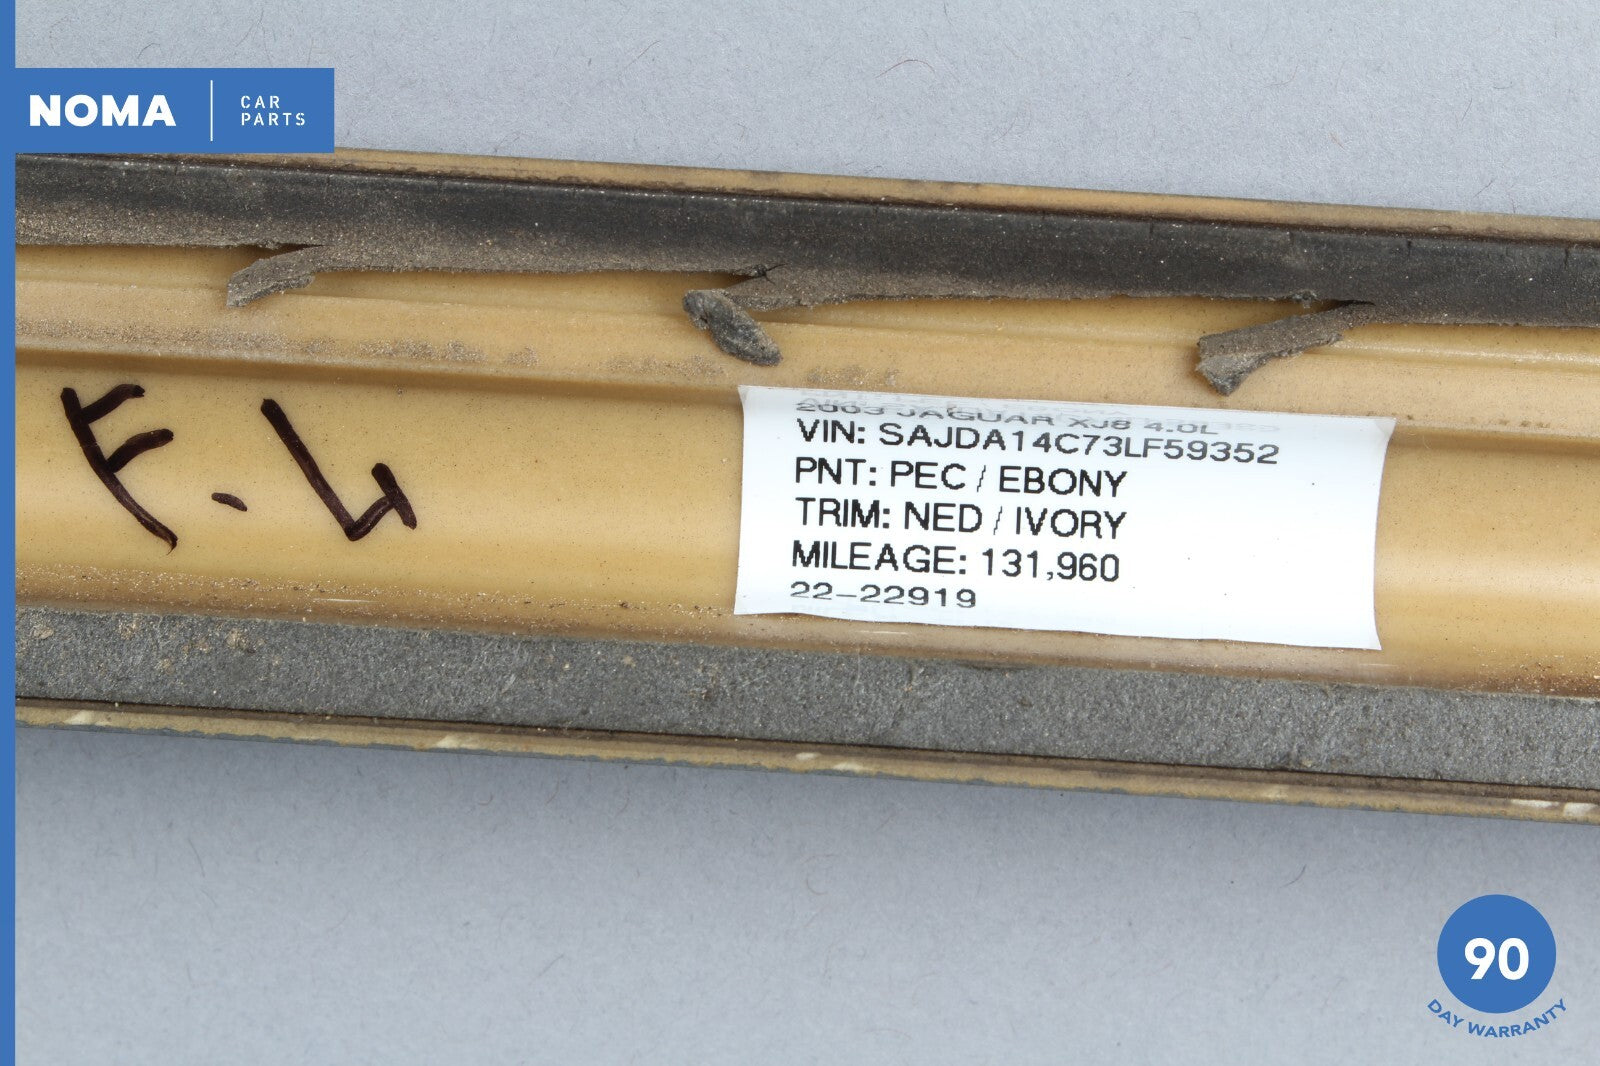 NOMA
CAR
PARTS
F.L
2003 JAGUAR XJ8 4.0L
VIN: SAJDA14C73LF59352
PNT: PEC / EBONY
TRIM: NED / IVORY
MILEAGE: 131,960
22-22919
90
DAY WARRANTY